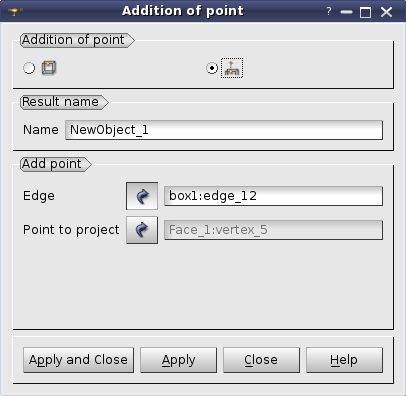 Addition of point
Addition of point
Result name
Name NewObject_1
Add point
Edge box1:edge_12
Point to project Face_1:vertex_5
Apply and Close Apply Close Help